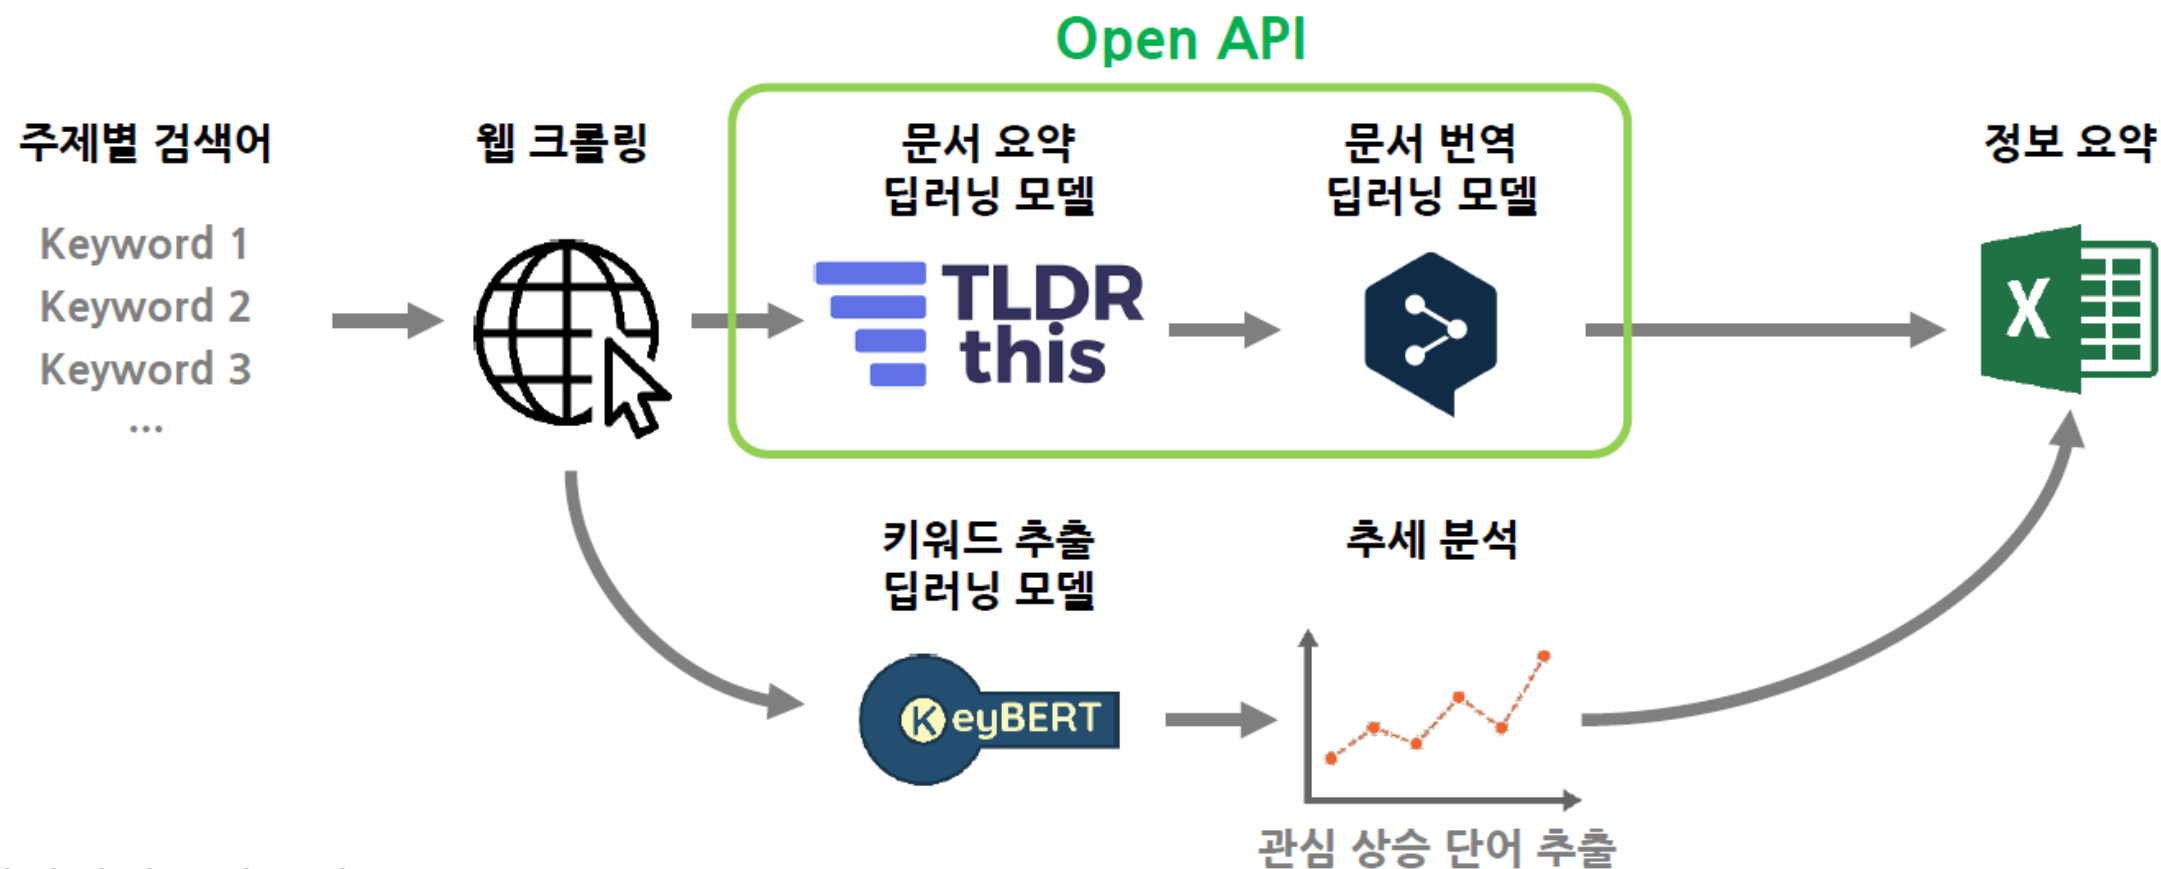 Open API
주제별 검색어
웹 크롤링
문서 요약
딥러닝 모델
문서 번역
딥러닝 모델
정보 요약
Keyword 1
Keyword 2
Keyword 3
...
TLDR
this
X
키워드 추출
딥러닝 모델
추세 분석
KeyBERT
관심 상승 단어 추출